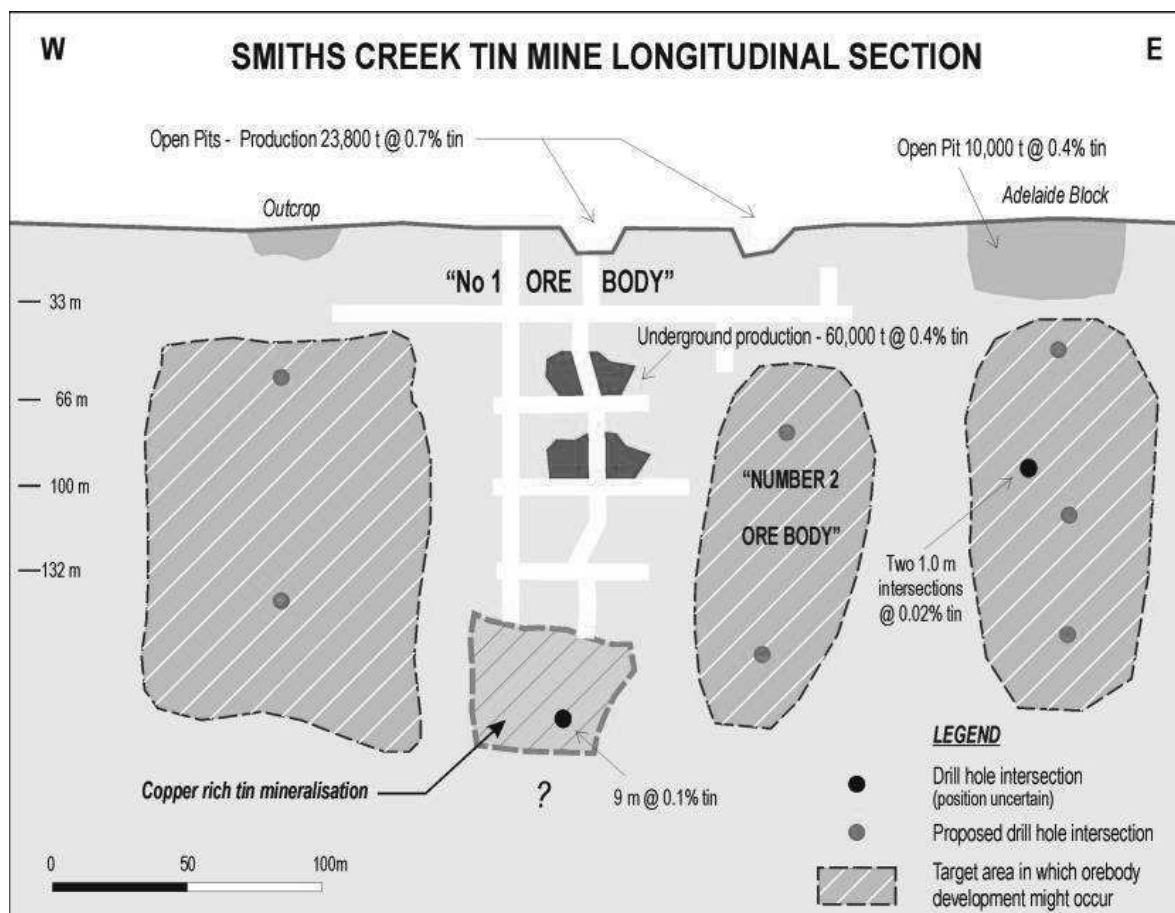 W
SMITHS CREEK TIN MINE LONGITUDINAL SECTION
E
Open Pits - Production 23,800 t @ 0.7% tin
Open Pit 10,000 t @ 0.4% tin
Adelaide Block
Outcrop
"No 1 ORE BODY"
33 m
Underground production - 60,000 t @ 0.4% tin
66 m
100 m
132 m
"NUMBER 2
ORE BODY"
Two 1.0 m
intersections
@ 0.02% tin
Copper rich tin mineralisation
?
9 m @ 0.1% tin
LEGEND
Drill hole intersection
(position uncertain)
Proposed drill hole intersection
Target area in which orebody
development might occur
0 50 100m